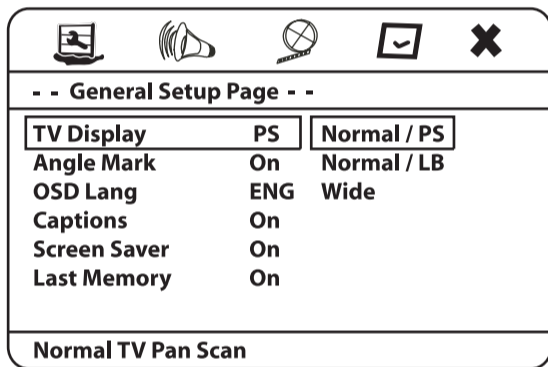 - - General Setup Page - -
TV Display PS Normal / PS
Angle Mark On Normal / LB
OSD Lang ENG Wide
Captions On
Screen Saver On
Last Memory On
Normal TV Pan Scan